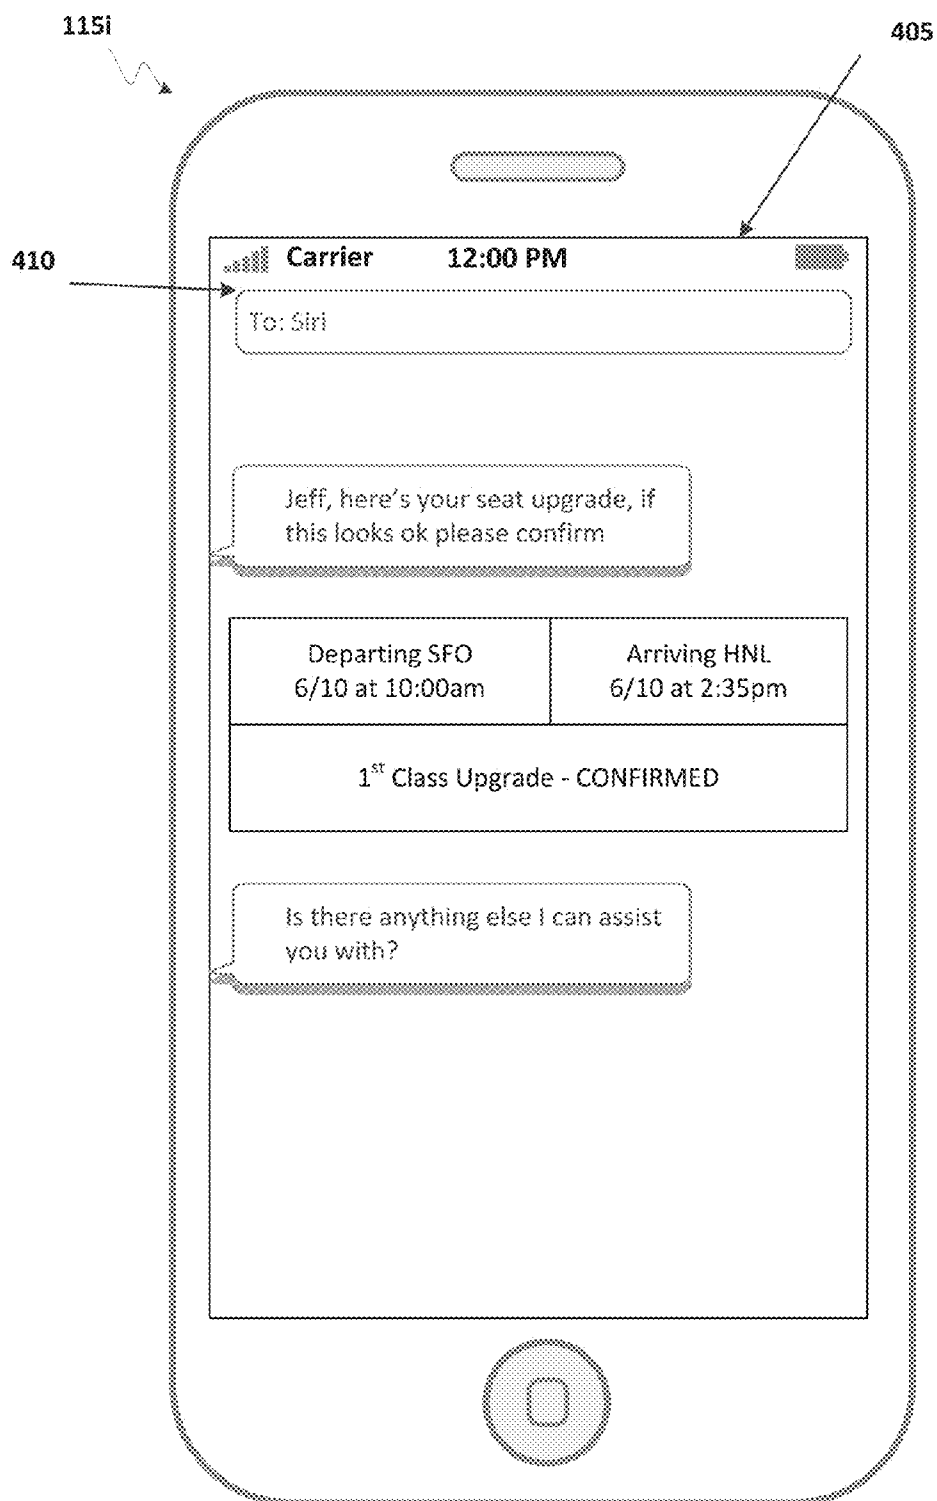 115i
405
410
Carrier 12:00 PM
To: Siri
Jeff, here's your seat upgrade, if
this looks ok please confirm
Departing SFO
6/10 at 10:00am
Arriving HNL
6/10 at 2:35pm
1st Class Upgrade - CONFIRMED
Is there anything else I can assist
you with?